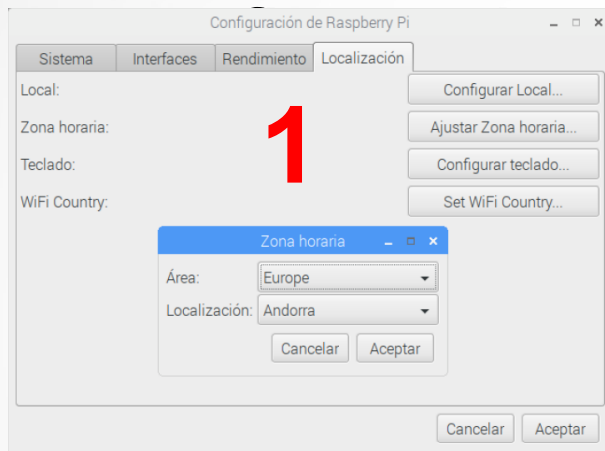 Configuración de Raspberry Pi
Sistema Interfaces Rendimiento Localización
Local: Configurar Local...
Zona horaria: Ajustar Zona horaria...
Teclado: Configurar teclado...
WiFi Country: Set WiFi Country...
1
Zona horaria
Área: Europe
Localización: Andorra
Cancelar Aceptar
Cancelar Aceptar